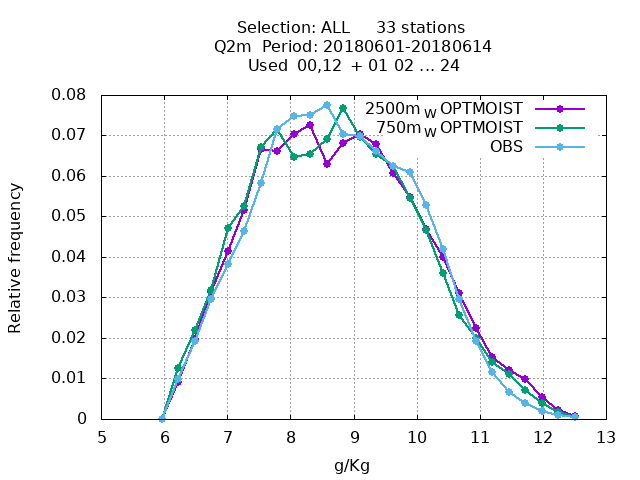 Selection: ALL 33 stations
Q2m Period: 20180601-20180614
Used 00,12 + 01 02 ... 24
2500m_W OPTMOIST
750m_W OPTMOIST
OBS
0.08
0.07
0.06
0.05
0.04
0.03
0.02
0.01
0
Relative frequency
5 6 7 8 9 10 11 12 13
g/Kg